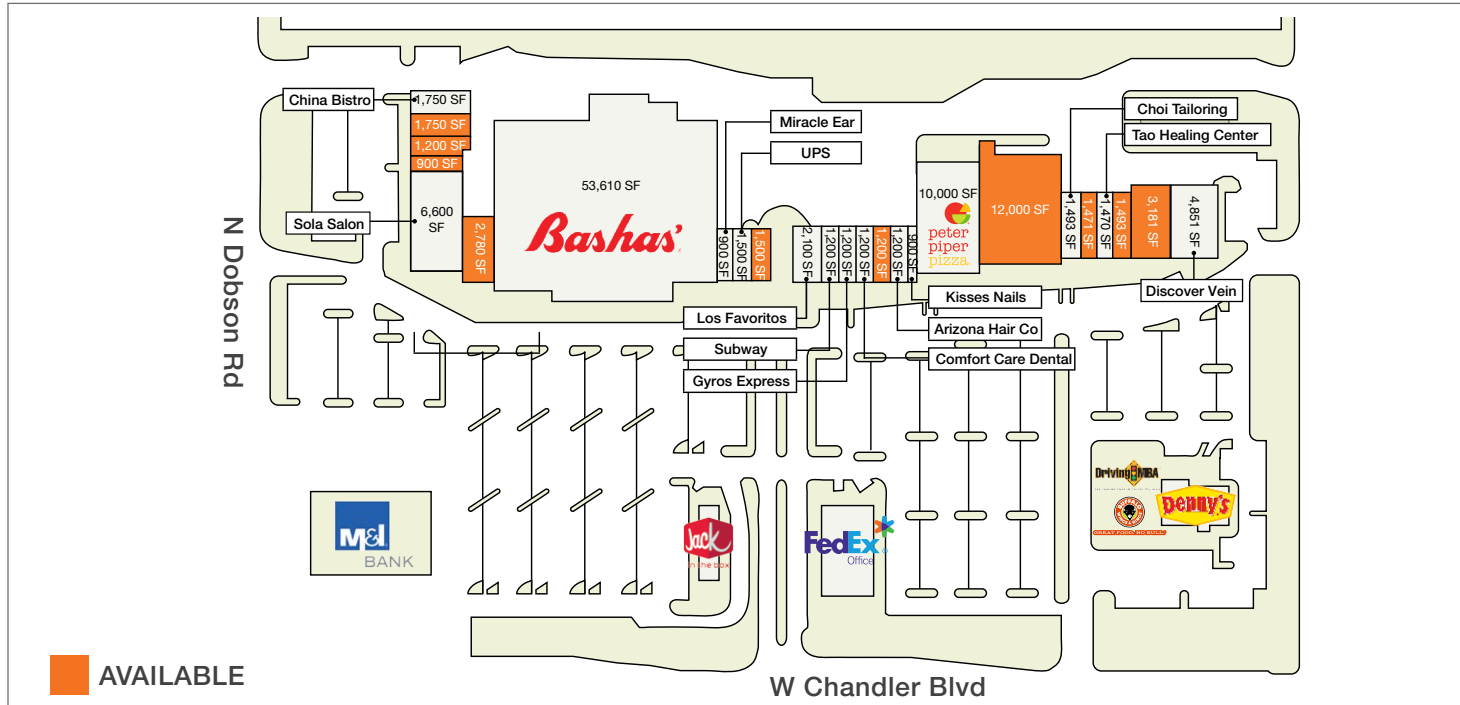 China Bistro
1,750 SF
1,750 SF
1,200 SF
900 SF
Sola Salon
6,600
SF
2,780 SF
53,610 SF
Bashas'
Miracle Ear
UPS
900 SF
1,500 SF
1,500 SF
2,100 SF
1,200 SF
1,200 SF
1,200 SF
1,200 SF
1,200 SF
900 SF
Los Favoritos
Subway
Gyros Express
Kisses Nails
Arizona Hair Co
Comfort Care Dental
10,000 SF
peter
piper
pizza
12,000 SF
Choi Tailoring
Tao Healing Center
1,493 SF
1,471 SF
1,470 SF
1,493 SF
3,181 SF
4,851 SF
Discover Vein
N Dobson Rd
M&I
BANK
Jack
in the box
FedEx
Office
Driving MBA
Denny's
GREAT FOOD. NO BULL!
AVAILABLE
W Chandler Blvd